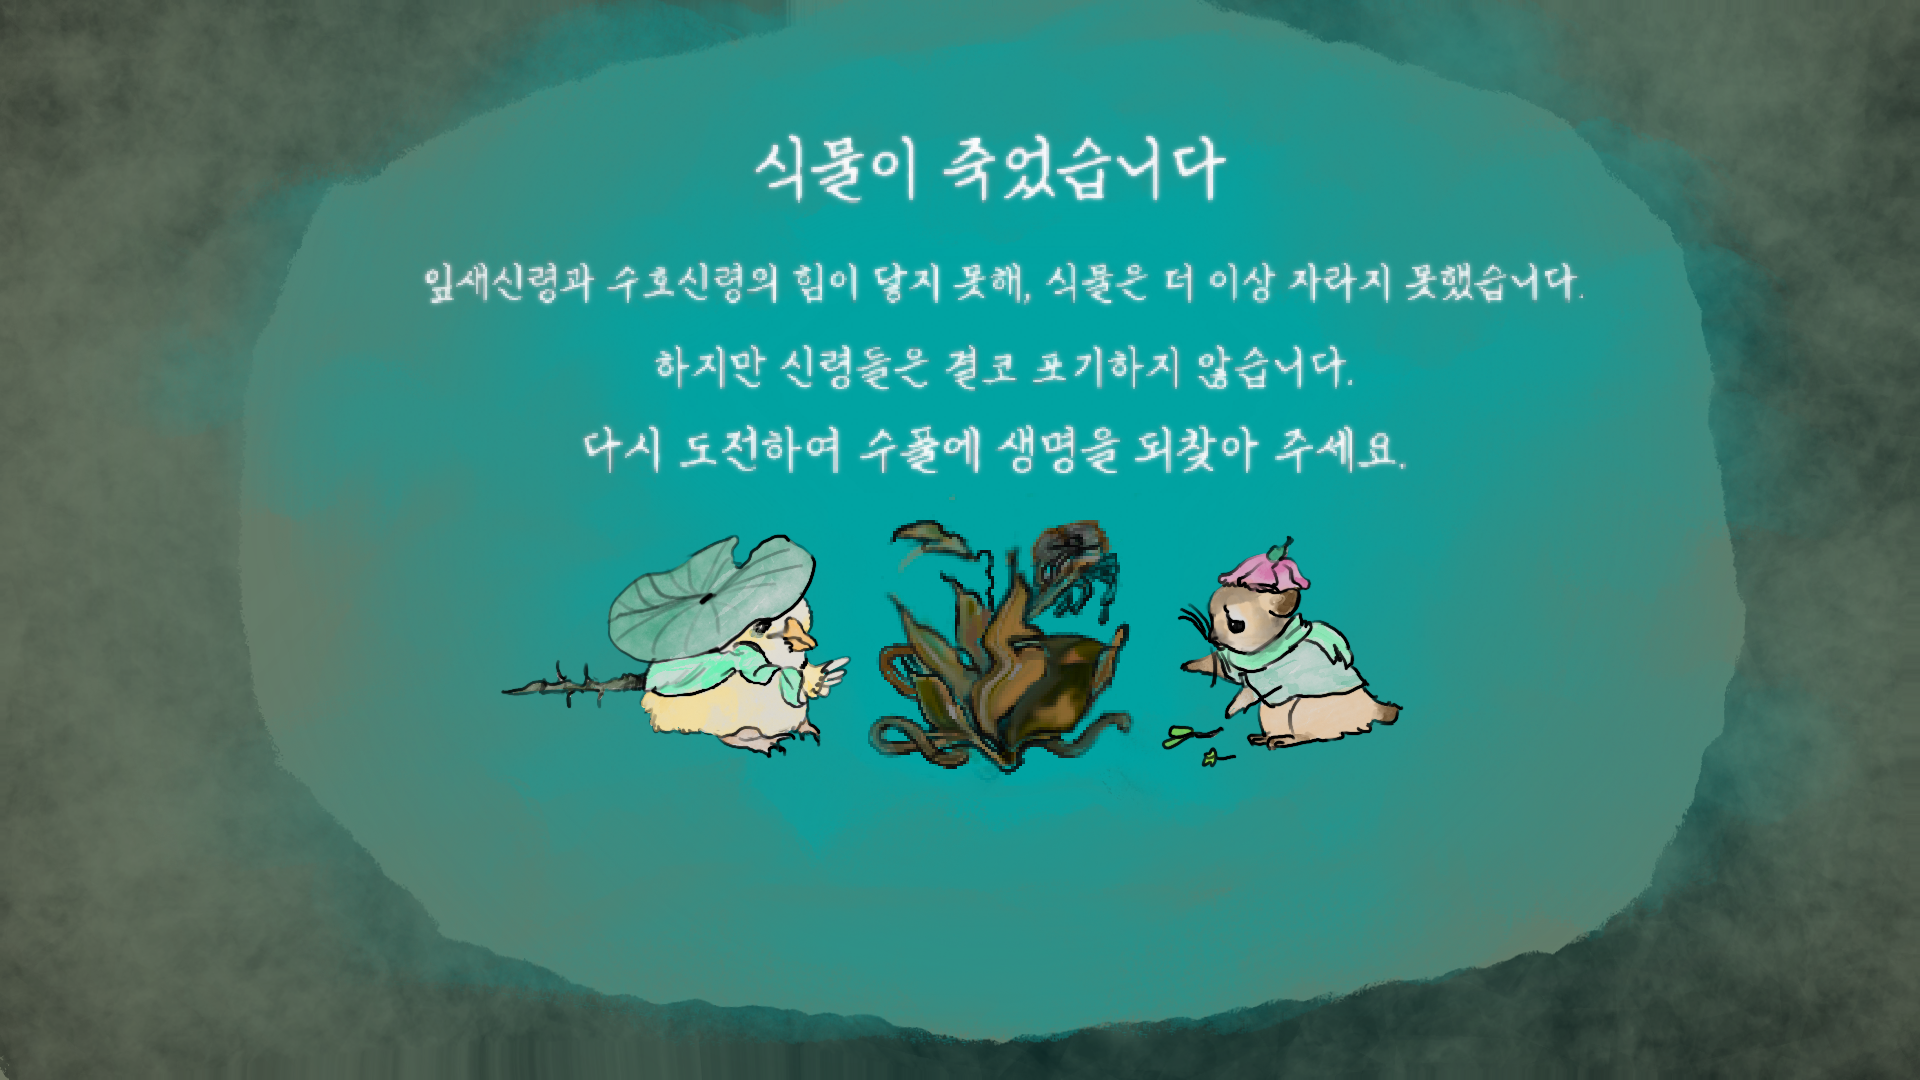 식물이 죽었습니다
잎새신령과 수호신령의 힘이 닿지 못해, 식물은 더 이상 자라지 못했습니다.
하지만 신령들은 결코 포기하지 않습니다.
다시 도전하여 수풀에 생명을 되찾아 주세요.